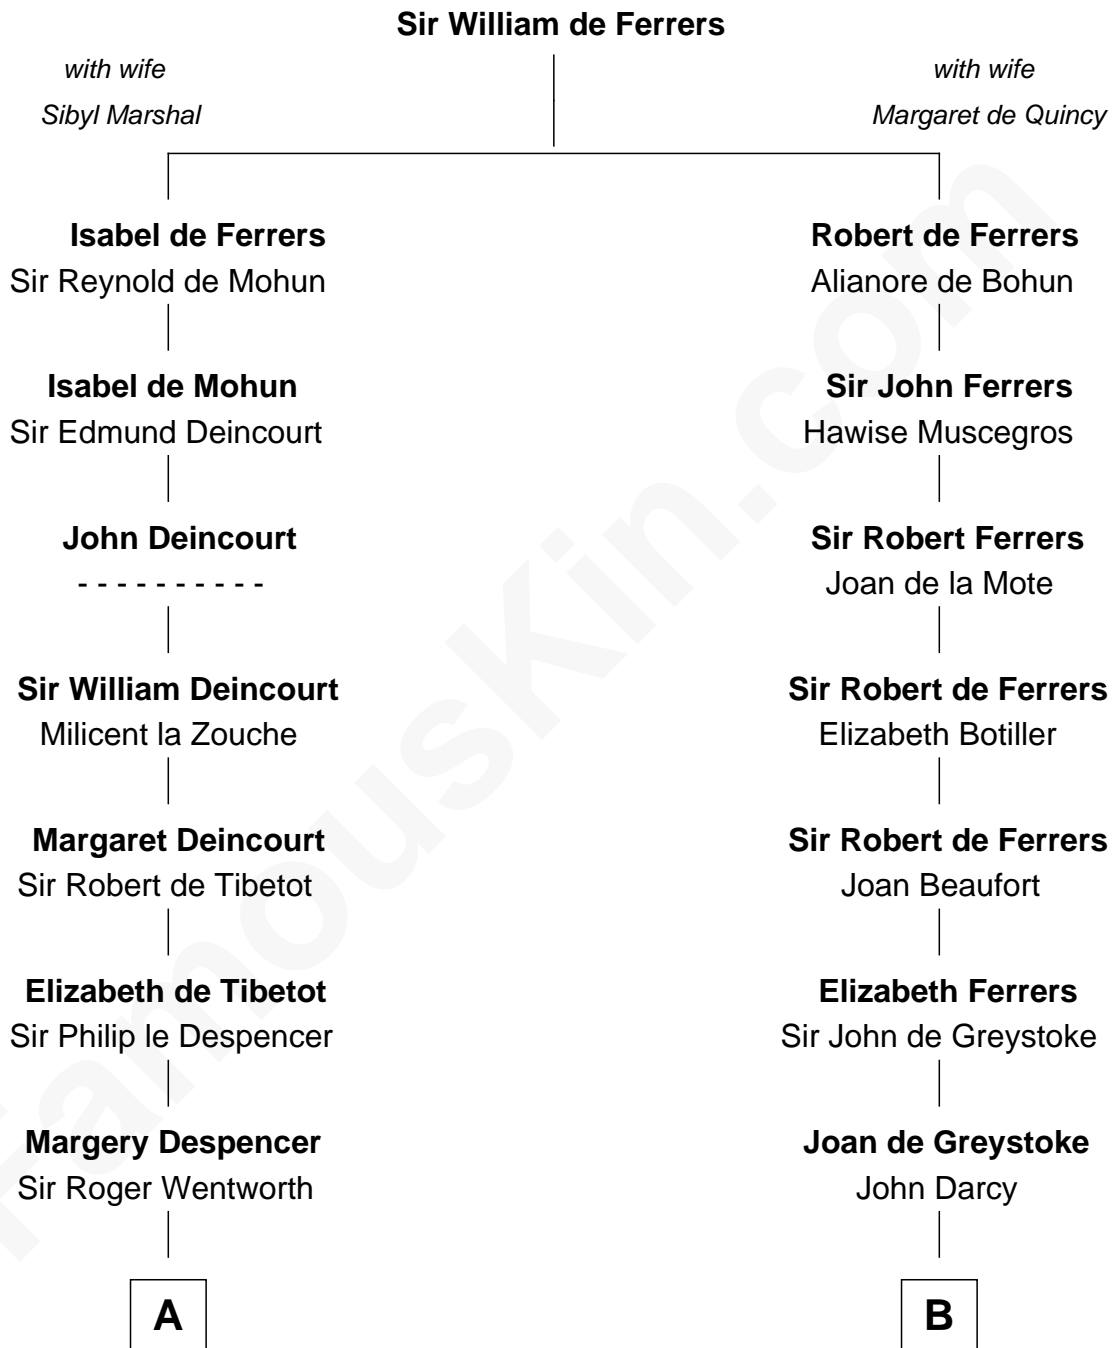 Sir William de Ferrers
with wife
Sibyl Marshal
with wife
Margaret de Quincy
Isabel de Ferrers
Sir Reynold de Mohun
Robert de Ferrers
Alianore de Bohun
Isabel de Mohun
Sir Edmund Deincourt
Sir John Ferrers
Hawise Muscegros
John Deincourt
- - - - - - - - - -
Sir Robert Ferrers
Joan de la Mote
Sir William Deincourt
Milicent la Zouche
Sir Robert de Ferrers
Elizabeth Botiller
Margaret Deincourt
Sir Robert de Tibetot
Sir Robert de Ferrers
Joan Beaufort
Elizabeth de Tibetot
Sir Philip le Despencer
Elizabeth Ferrers
Sir John de Greystoke
Margery Despencer
Sir Roger Wentworth
Joan de Greystoke
John Darcy
A
B
FamousKin.com